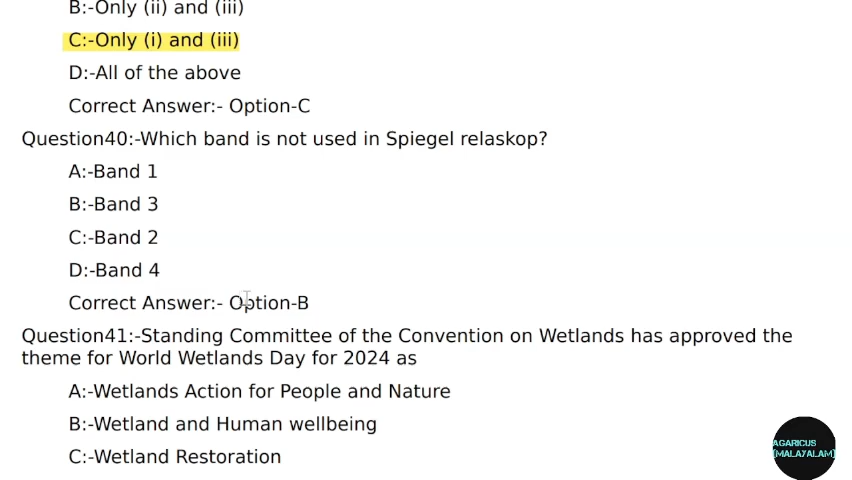 B:-Only (ii) and (iii)
C:-Only (i) and (iii)
D:-All of the above
Correct Answer:- Option-C
Question40:-Which band is not used in Spiegel relaskop?
A:-Band 1
B:-Band 3
C:-Band 2
D:-Band 4
Correct Answer:- Option-B
Question41:-Standing Committee of the Convention on Wetlands has approved the
theme for World Wetlands Day for 2024 as
A:-Wetlands Action for People and Nature
B:-Wetland and Human wellbeing
C:-Wetland Restoration
AGARICUS
[MALAYALAM]